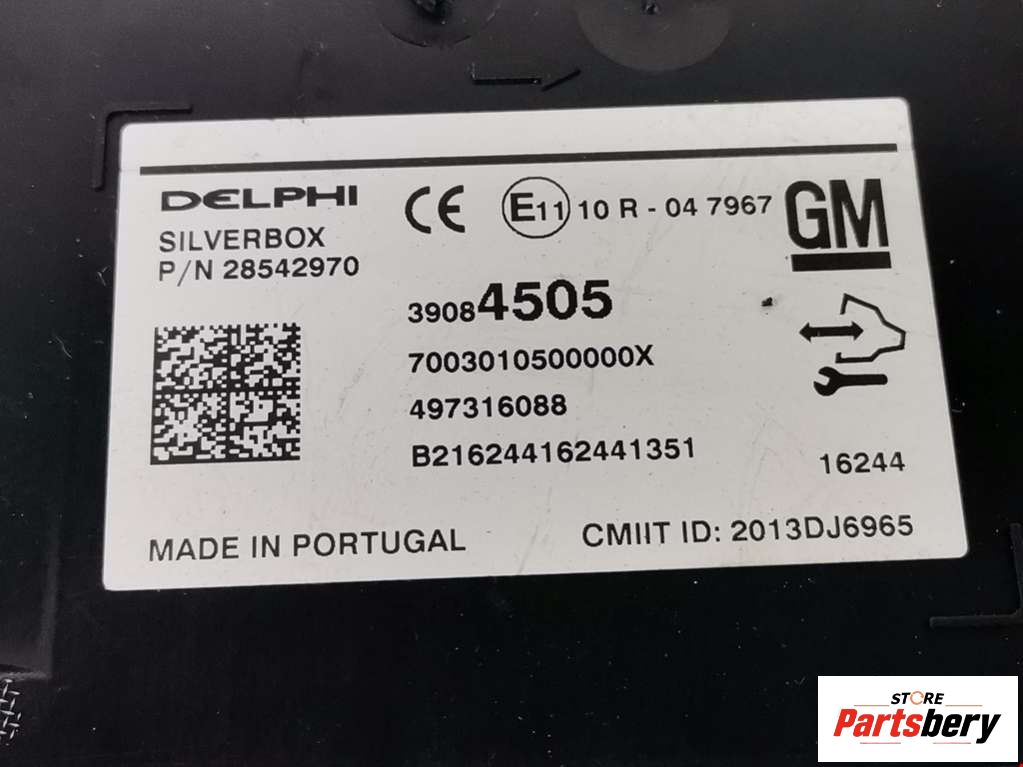 DELPHI
SILVERBOX
P/N 28542970
CE
E11 10 R - 04 7967
GM
39084505
7003010500000X
497316088
B216244162441351
16244
MADE IN PORTUGAL
CMIIT ID: 2013DJ6965
STORE
Partsbery